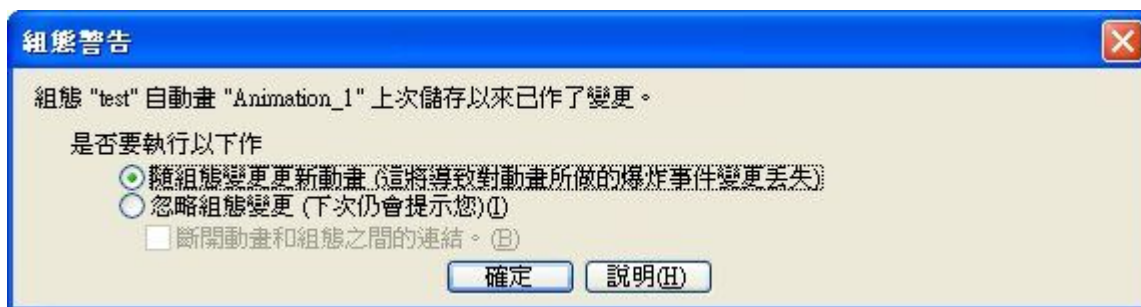 組態警告
組態 "test" 自動畫 "Animation_1" 上次儲存以來已作了變更。
是否要執行以下作
隨組態變更更新動畫 (這將導致對動畫所做的爆炸事件變更丟失)
忽略組態變更 (下次仍會提示您)(I)
斷開動畫和組態之間的連結。(B)
確定 說明(H)